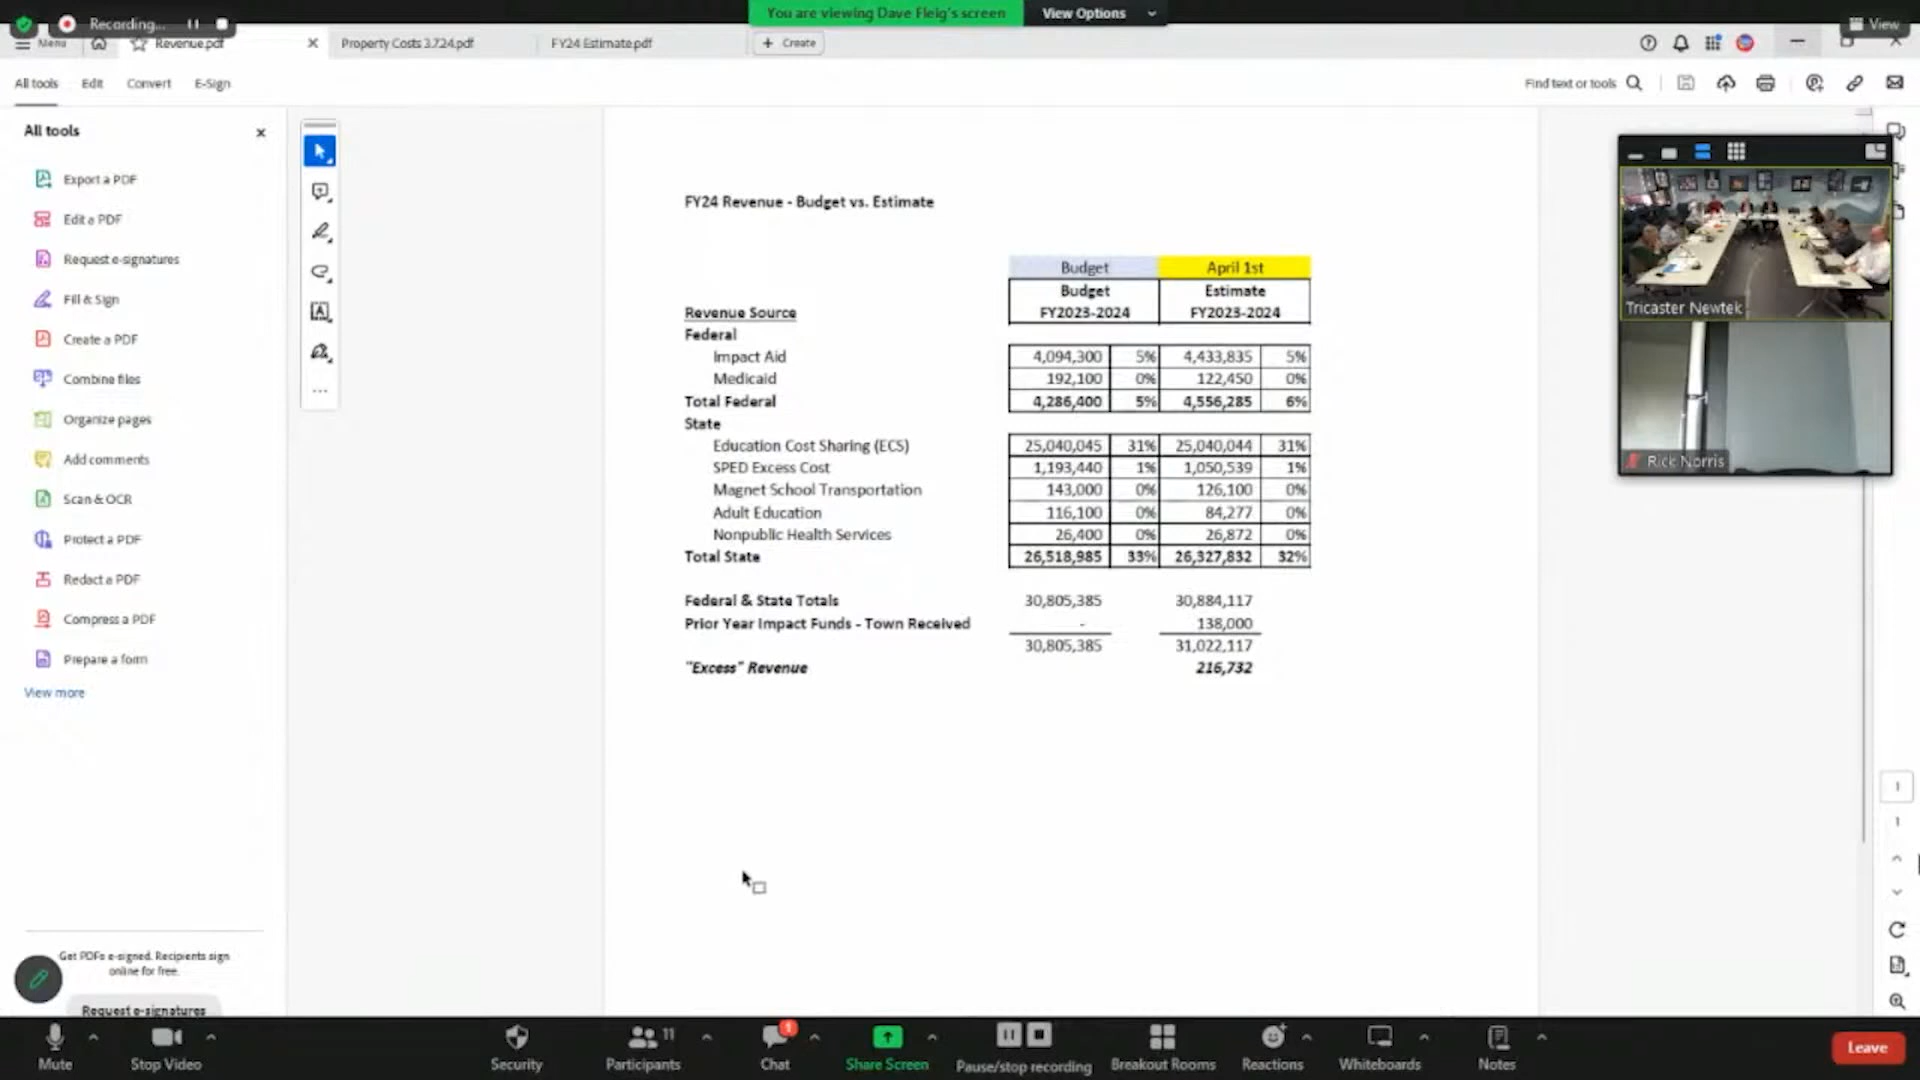 Recording...
You are viewing Dave Fleig's screen
View Options
View
Menu
Revenue.pdf
Property Costs 3.7.24.pdf
FY24 Estimate.pdf
+ Create
All tools
Edit
Convert
E-Sign
Find text or tools
All tools
Export a PDF
Edit a PDF
Request e-signatures
Fill & Sign
Create a PDF
Combine files
Organize pages
Add comments
Scan & OCR
Protect a PDF
Redact a PDF
Compress a PDF
Prepare a form
View more
Get PDFs e-signed. Recipients sign
online for free.
Request e-signatures
FY24 Revenue - Budget vs. Estimate
Budget April 1st
Budget Estimate
Revenue Source FY2023-2024 FY2023-2024
Federal
Impact Aid 4,094,300 5% 4,433,835 5%
Medicaid 192,100 0% 122,450 0%
Total Federal 4,286,400 5% 4,556,285 6%
State
Education Cost Sharing (ECS) 25,040,045 31% 25,040,044 31%
SPED Excess Cost 1,193,440 1% 1,050,539 1%
Magnet School Transportation 143,000 0% 126,100 0%
Adult Education 116,100 0% 84,277 0%
Nonpublic Health Services 26,400 0% 26,872 0%
Total State 26,518,985 33% 26,327,832 32%
Federal & State Totals 30,805,385 30,884,117
Prior Year Impact Funds - Town Received - 138,000
30,805,385 31,022,117
"Excess" Revenue 216,732
Tricaster Newtek
Rick Norris
1
1
Mute
Stop Video
Security
Participants
11
Chat
1
Share Screen
Pause/stop recording
Breakout Rooms
Reactions
Whiteboards
Notes
Leave